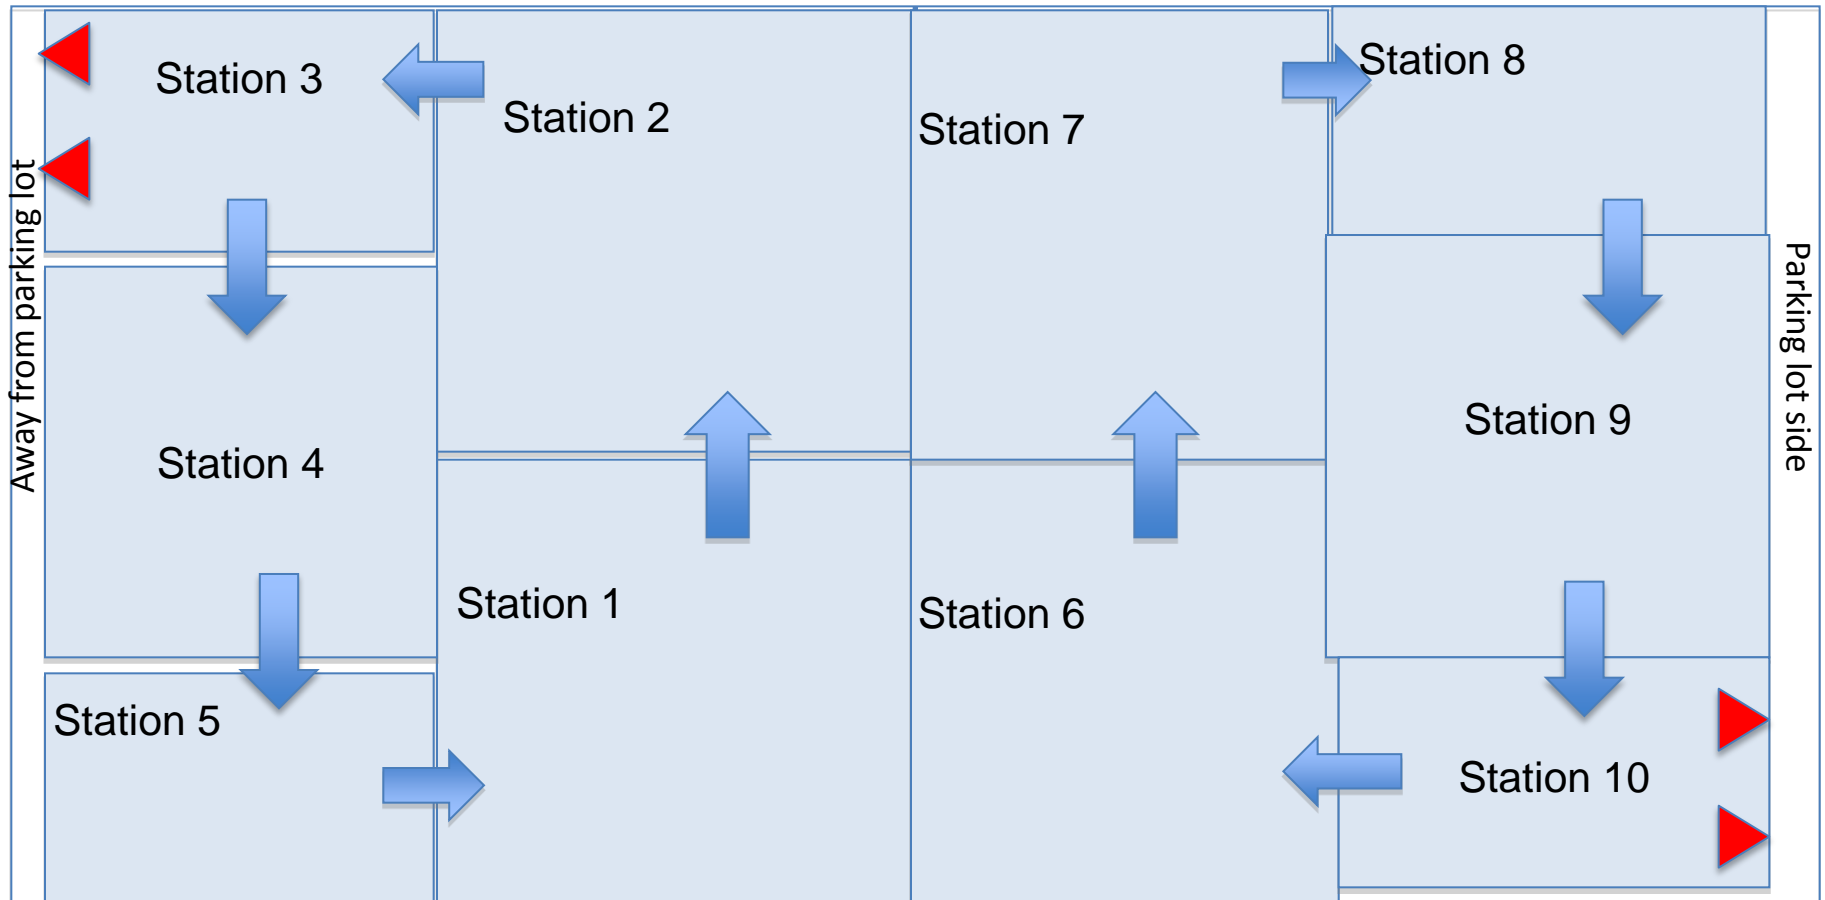 Station 3
Station 2
Station 7
Station 8
Away from parking lot
Parking lot side
Station 4
Station 9
Station 1
Station 6
Station 5
Station 10